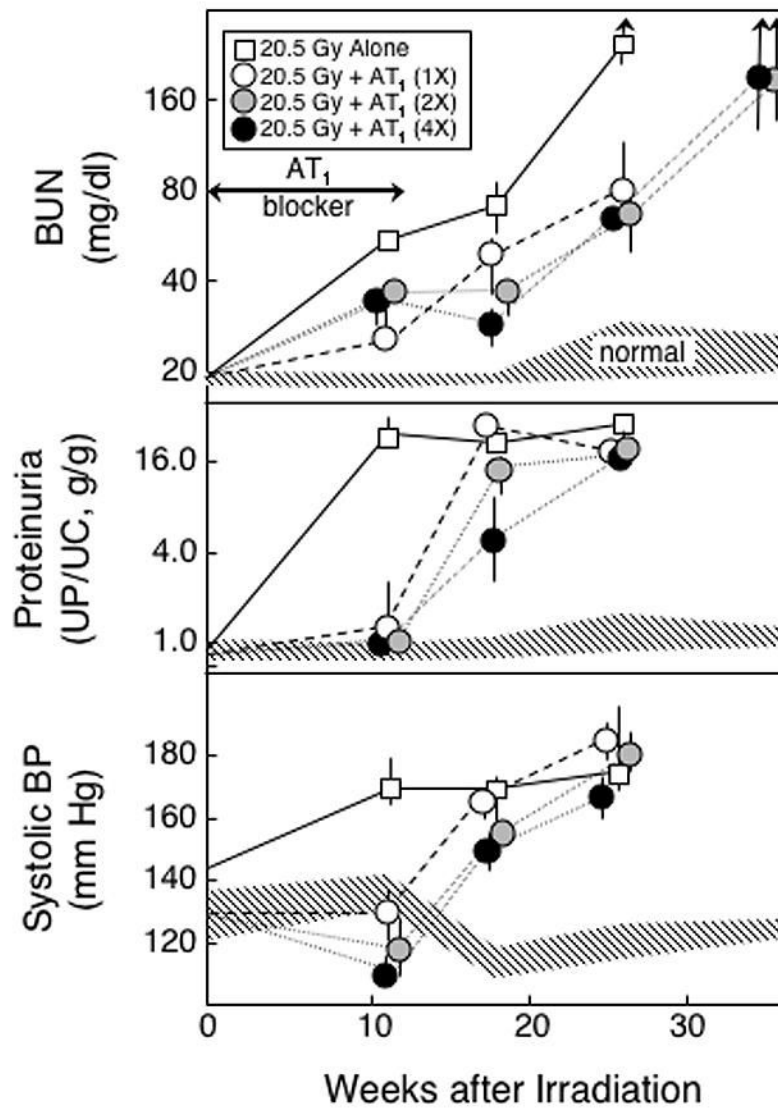 20.5 Gy Alone
20.5 Gy + AT₁ (1X)
20.5 Gy + AT₁ (2X)
20.5 Gy + AT₁ (4X)
AT₁
blocker
BUN
(mg/dl)
160
80
40
20
normal
Proteinuria
(UP/UC, g/g)
16.0
4.0
1.0
Systolic BP
(mm Hg)
180
160
140
120
0
10
20
30
Weeks after Irradiation